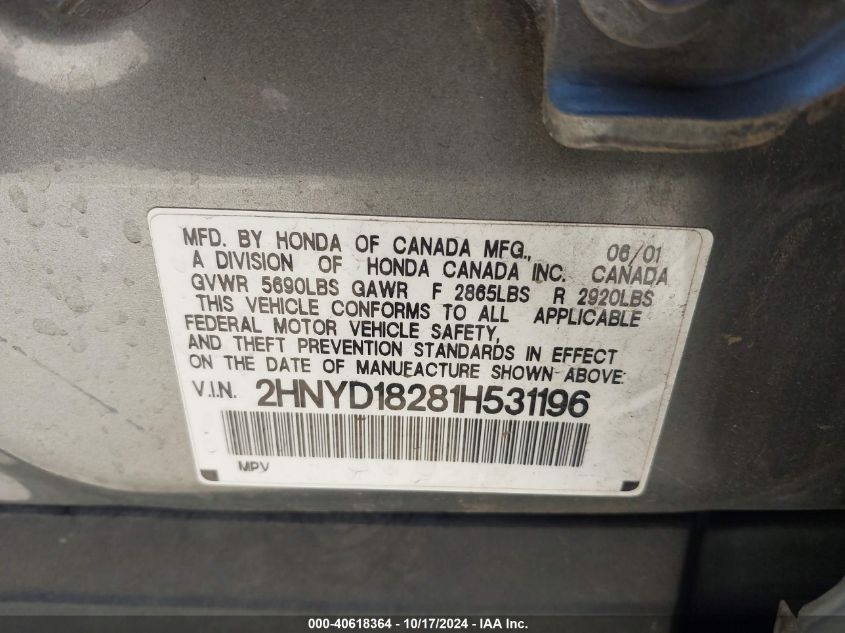 MFD. BY HONDA OF CANADA MFG., 06/01
A DIVISION OF HONDA CANADA INC. CANADA
GVWR 5690LBS GAWR F 2865LBS R 2920LBS
THIS VEHICLE CONFORMS TO ALL APPLICABLE
FEDERAL MOTOR VEHICLE SAFETY,
AND THEFT PREVENTION STANDARDS IN EFFECT
ON THE DATE OF MANUFACTURE SHOWN ABOVE:
V.I.N. 2HNYD18281H531196
MPV
000-40618364 - 10/17/2024 - IAA Inc.